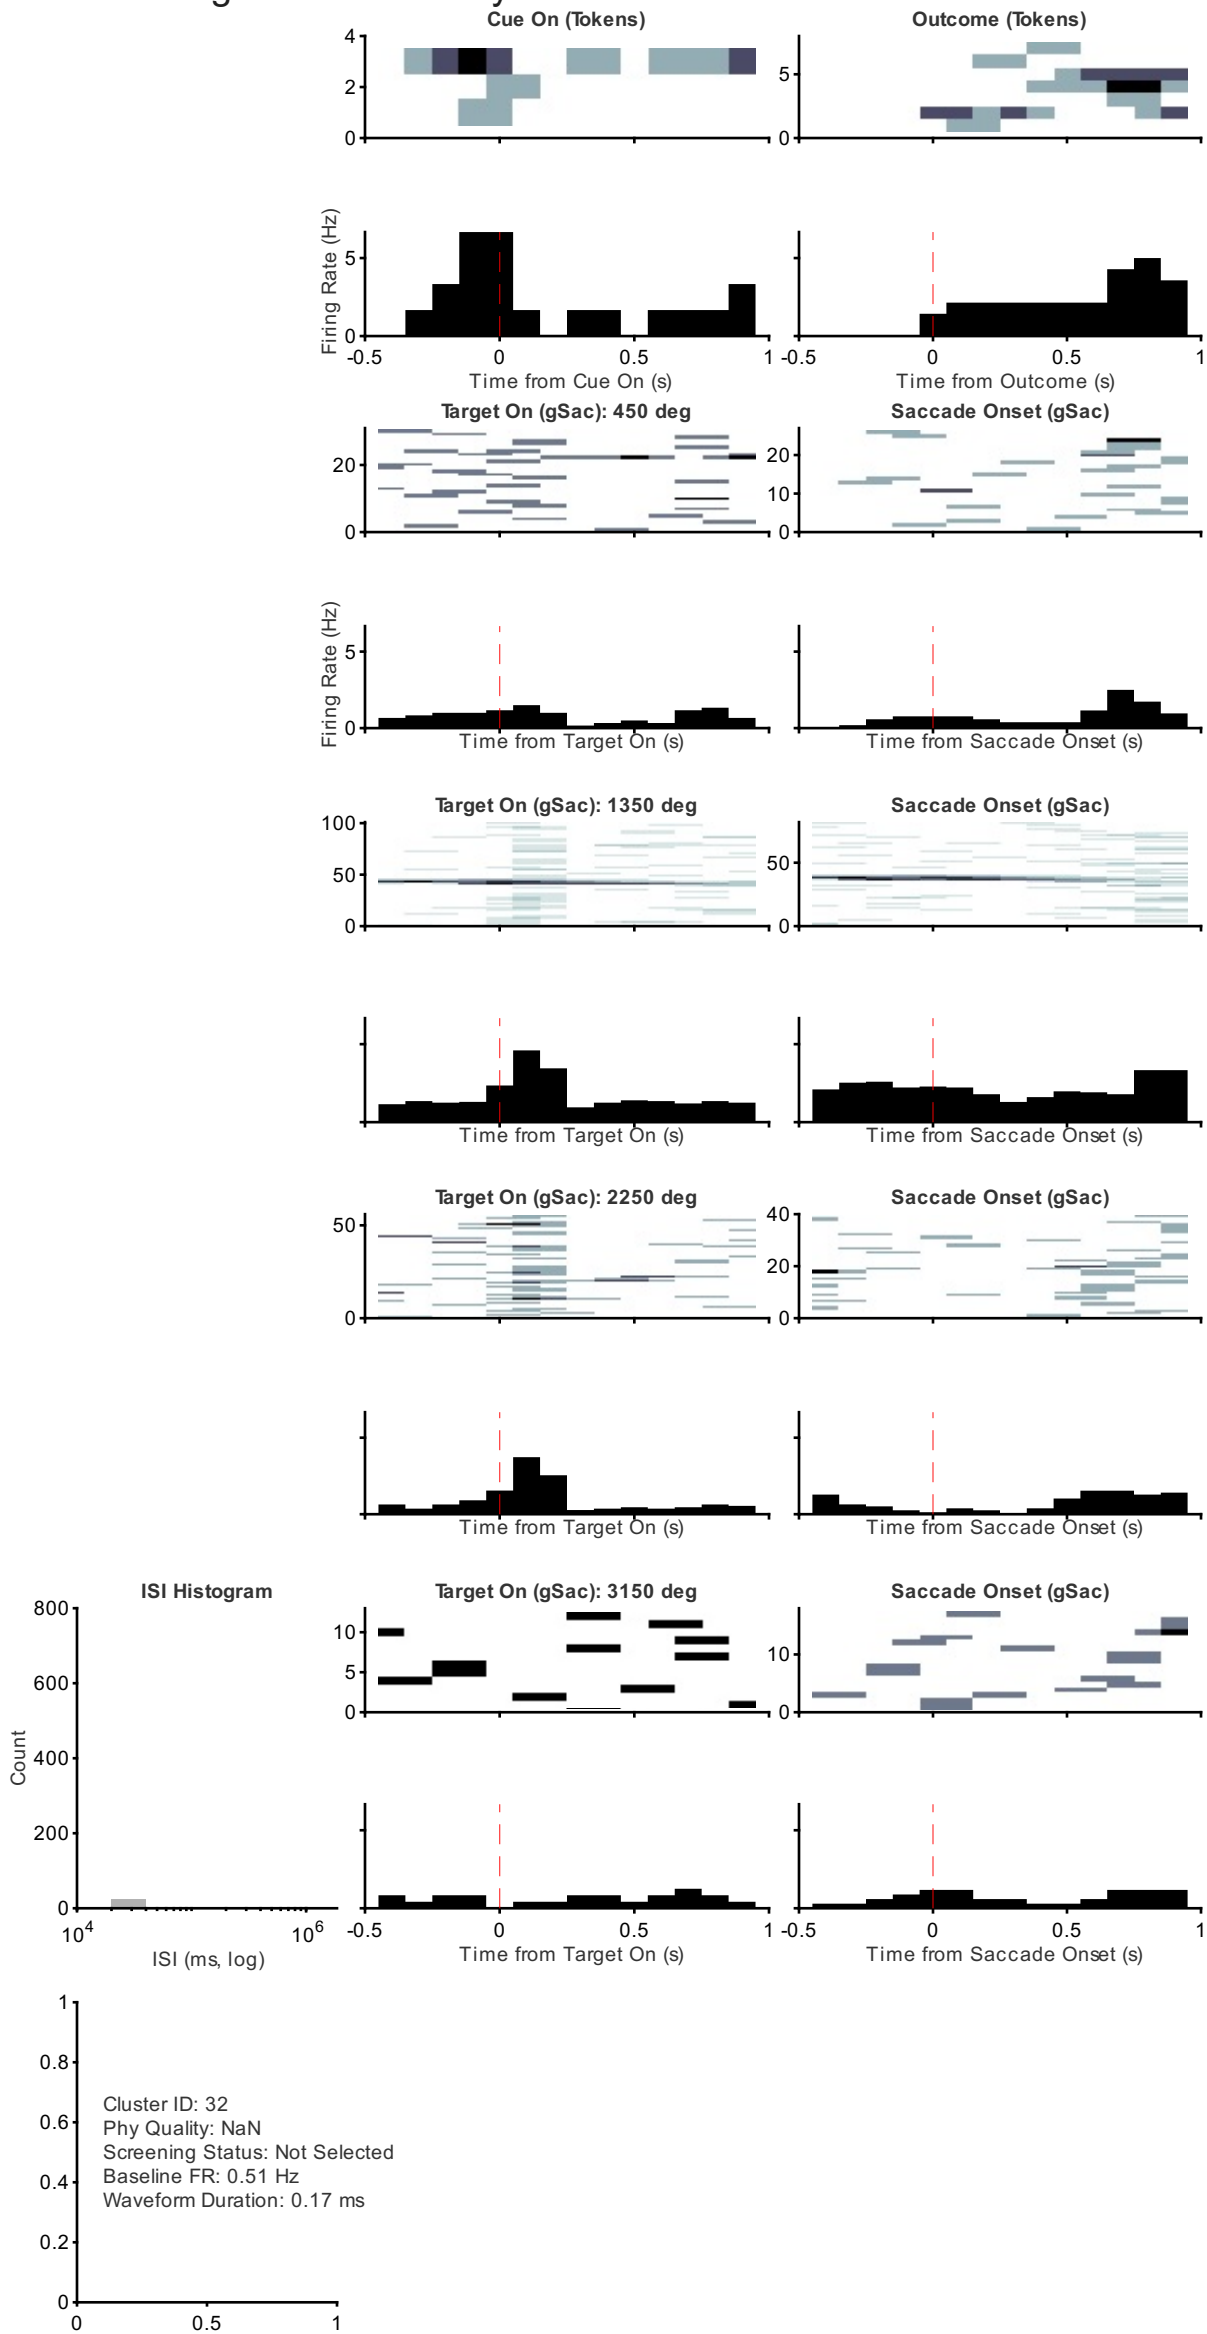 Cue On (Tokens)
Outcome (Tokens)
4
2
0
5
0
Firing Rate (Hz)
5
0
-0.5 0 0.5 1
-0.5 0 0.5 1
Time from Cue On (s)
Time from Outcome (s)
Target On (gSac): 450 deg
Saccade Onset (gSac)
20
0
20
10
0
Firing Rate (Hz)
5
0
Time from Target On (s)
Time from Saccade Onset (s)
Target On (gSac): 1350 deg
Saccade Onset (gSac)
100
50
0
50
0
Time from Target On (s)
Time from Saccade Onset (s)
Target On (gSac): 2250 deg
Saccade Onset (gSac)
50
0
40
20
0
Time from Target On (s)
Time from Saccade Onset (s)
ISI Histogram
Target On (gSac): 3150 deg
Saccade Onset (gSac)
800
600
400
200
0
Count
10^4 10^6
ISI (ms, log)
10
5
0
10
0
-0.5 0 0.5 1
-0.5 0 0.5 1
Time from Target On (s)
Time from Saccade Onset (s)
1
0.8
0.6
0.4
0.2
0
Cluster ID: 32
Phy Quality: NaN
Screening Status: Not Selected
Baseline FR: 0.51 Hz
Waveform Duration: 0.17 ms
0 0.5 1